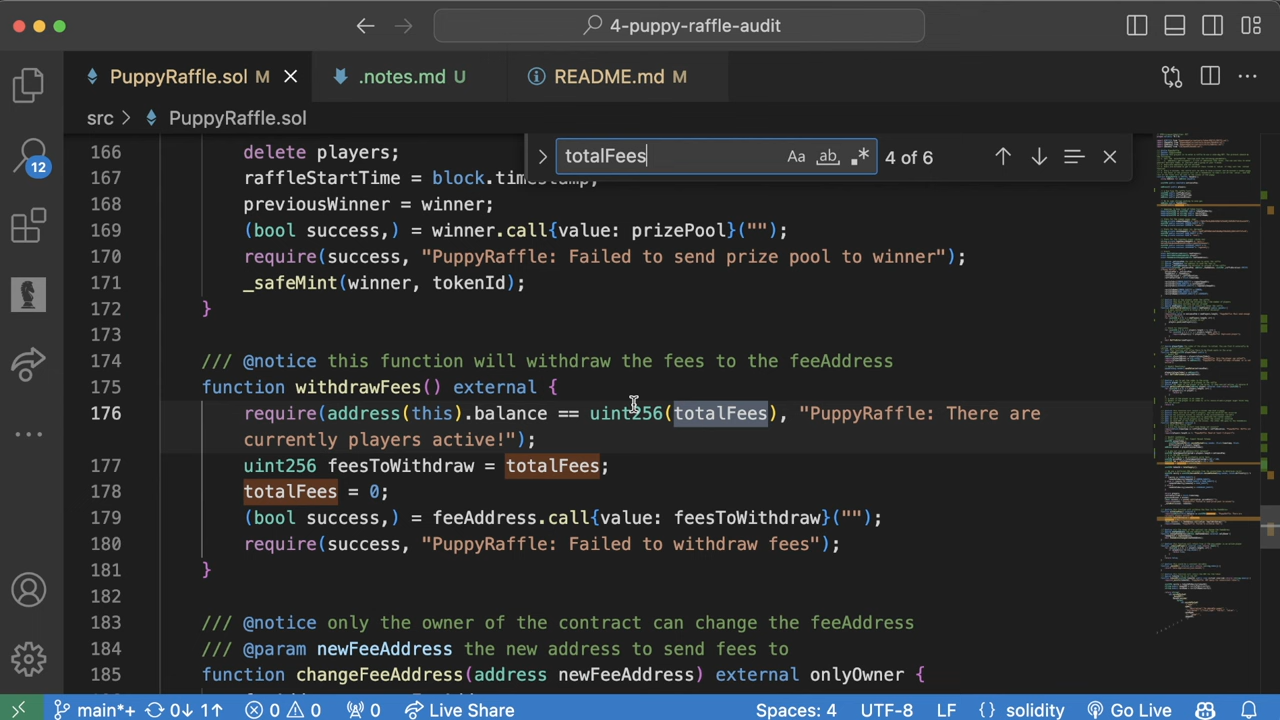 4-puppy-raffle-audit
PuppyRaffle.sol M
.notes.md U
README.md M
src > PuppyRaffle.sol
totalFees
Aa ab .*
4 of 6
12
166 delete players;
167 raffleStartTime = block.timestamp;
168 previousWinner = winner;
169 (bool success,) = winner.call{value: prizePool}("");
170 require(success, "PuppyRaffle: Failed to send prize pool to winner");
171 _safeMint(winner, tokenId);
172 }
173
174 /// @notice this function will withdraw the fees to the feeAddress
175 function withdrawFees() external {
176 require(address(this).balance == uint256(totalFees), "PuppyRaffle: There are
currently players active!");
177 uint256 feesToWithdraw = totalFees;
178 totalFees = 0;
179 (bool success,) = feeAddress.call{value: feesToWithdraw}("");
180 require(success, "PuppyRaffle: Failed to withdraw fees");
181 }
182
183 /// @notice only the owner of the contract can change the feeAddress
184 /// @param newFeeAddress the new address to send fees to
185 function changeFeeAddress(address newFeeAddress) external onlyOwner {
main*+ 0↓ 1↑ 0 0 0 Live Share Spaces: 4 UTF-8 LF {} solidity Go Live